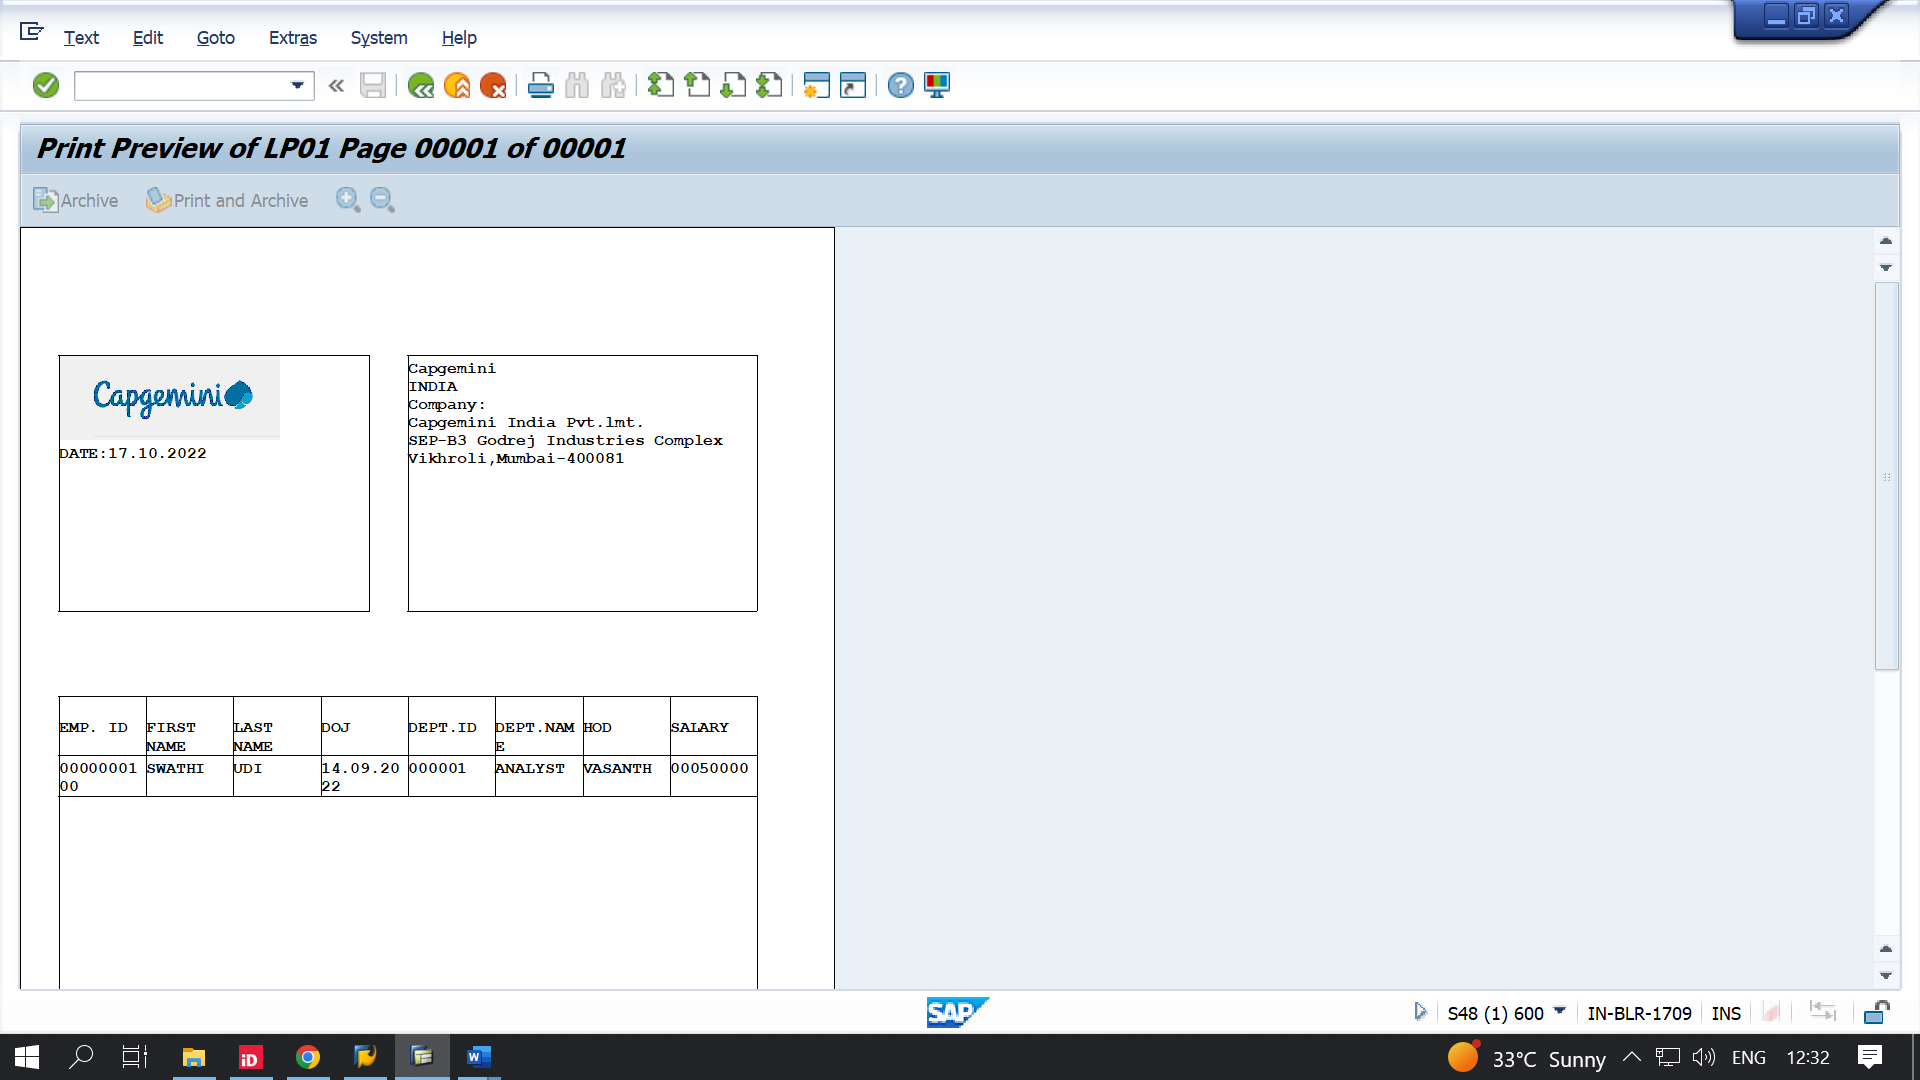 Text Edit Goto Extras System Help
Print Preview of LP01 Page 00001 of 00001
Archive Print and Archive
Capgemini
DATE:17.10.2022
Capgemini
INDIA
Company:
Capgemini India Pvt.lmt.
SEP-B3 Godrej Industries Complex
Vikhroli,Mumbai-400081
EMP. ID FIRST NAME LAST NAME DOJ DEPT.ID DEPT.NAM E HOD SALARY
00000001 00 SWATHI UDI 14.09.20 22 000001 ANALYST VASANTH 00050000
SAP
S48 (1) 600 IN-BLR-1709 INS
iD W 33°C Sunny ENG 12:32